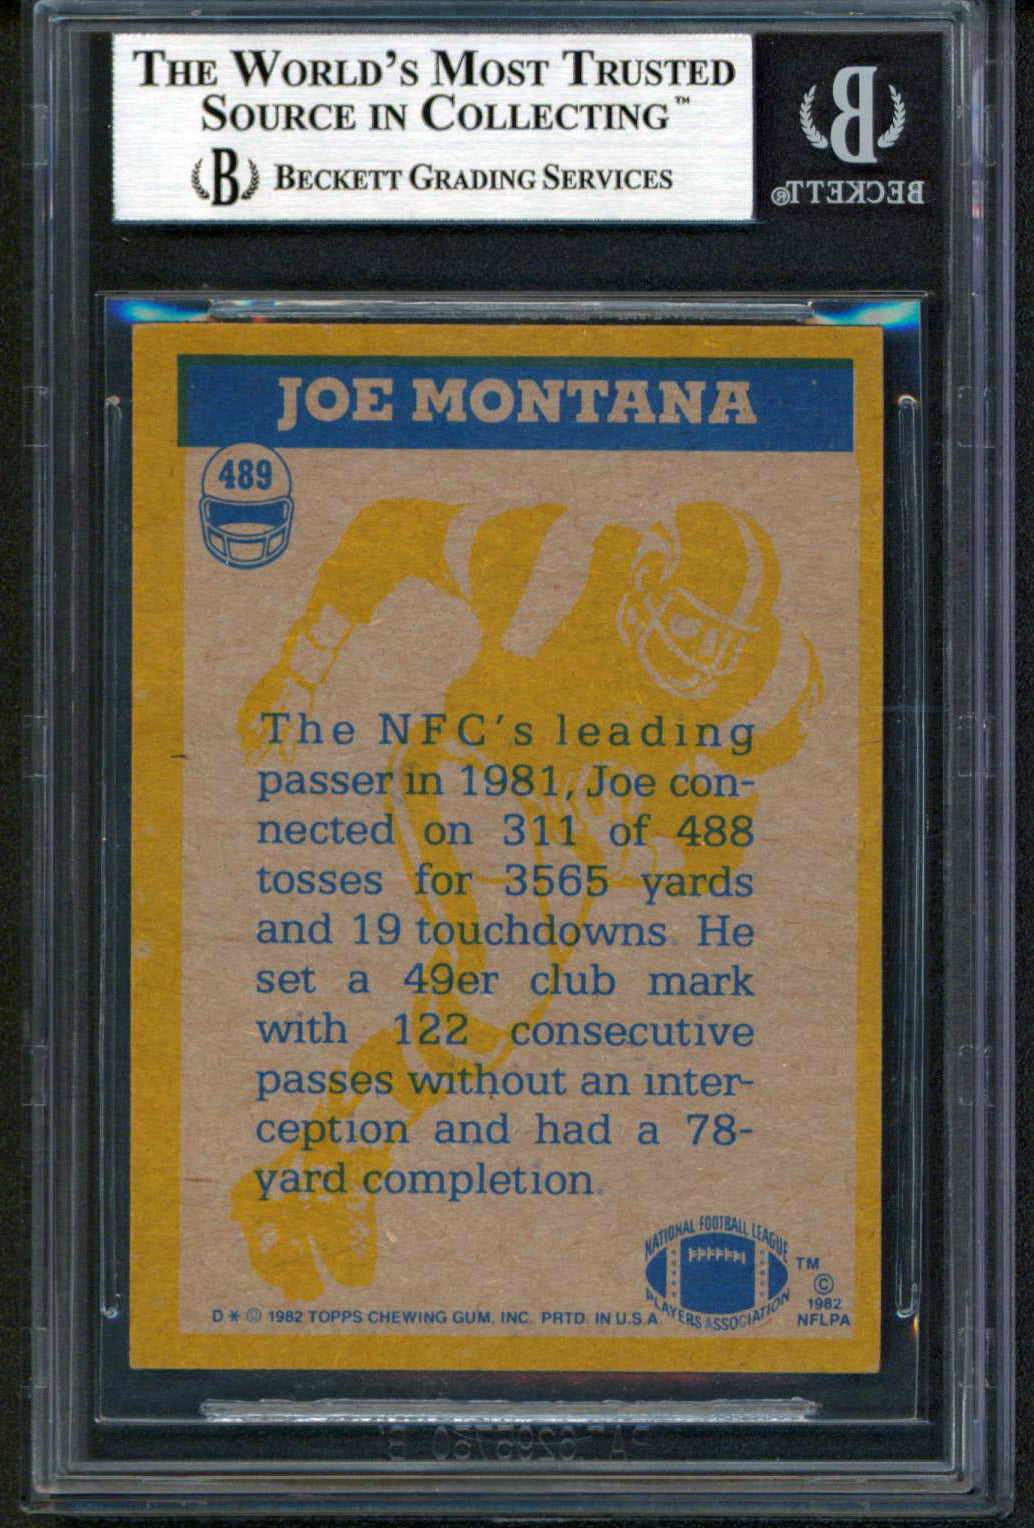 THE WORLD'S MOST TRUSTED
SOURCE IN COLLECTING™
B BECKETT GRADING SERVICES
B
BECKETT®
JOE MONTANA
489
The NFC's leading
passer in 1981, Joe con-
nected on 311 of 488
tosses for 3565 yards
and 19 touchdowns. He
set a 49er club mark
with 122 consecutive
passes without an inter-
ception and had a 78-
yard completion.
NATIONAL FOOTBALL LEAGUE
PLAYERS ASSOCIATION
TM
©
1982
NFLPA
D * © 1982 TOPPS CHEWING GUM, INC. PRTD. IN U.S.A.